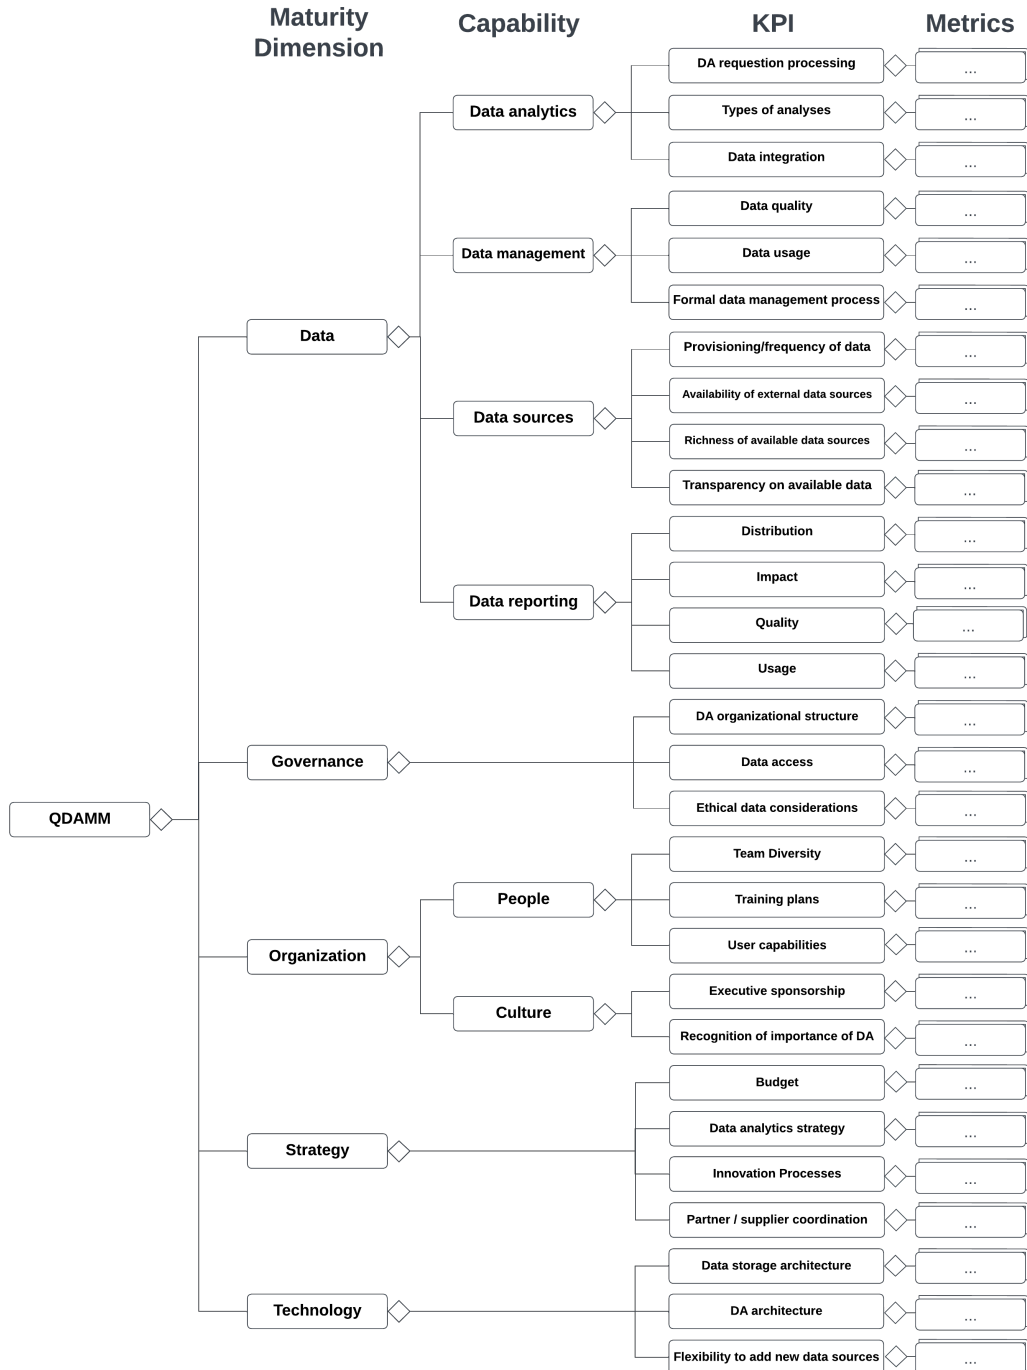 Maturity
Dimension
Capability
KPI
Metrics
DA requestion processing
...
Data analytics
Types of analyses
...
Data integration
...
Data quality
...
Data management
Data usage
...
Formal data management process
...
Data
Provisioning/frequency of data
...
Availability of external data sources
...
Data sources
Richness of available data sources
...
Transparency on available data
...
Distribution
...
Impact
...
Data reporting
Quality
...
Usage
...
DA organizational structure
...
Governance
Data access
...
QDAMM
Ethical data considerations
...
Team Diversity
...
People
Training plans
...
User capabilities
...
Organization
Executive sponsorship
...
Culture
Recognition of importance of DA
...
Budget
...
Data analytics strategy
...
Strategy
Innovation Processes
...
Partner / supplier coordination
...
Data storage architecture
...
Technology
DA architecture
...
Flexibility to add new data sources
...